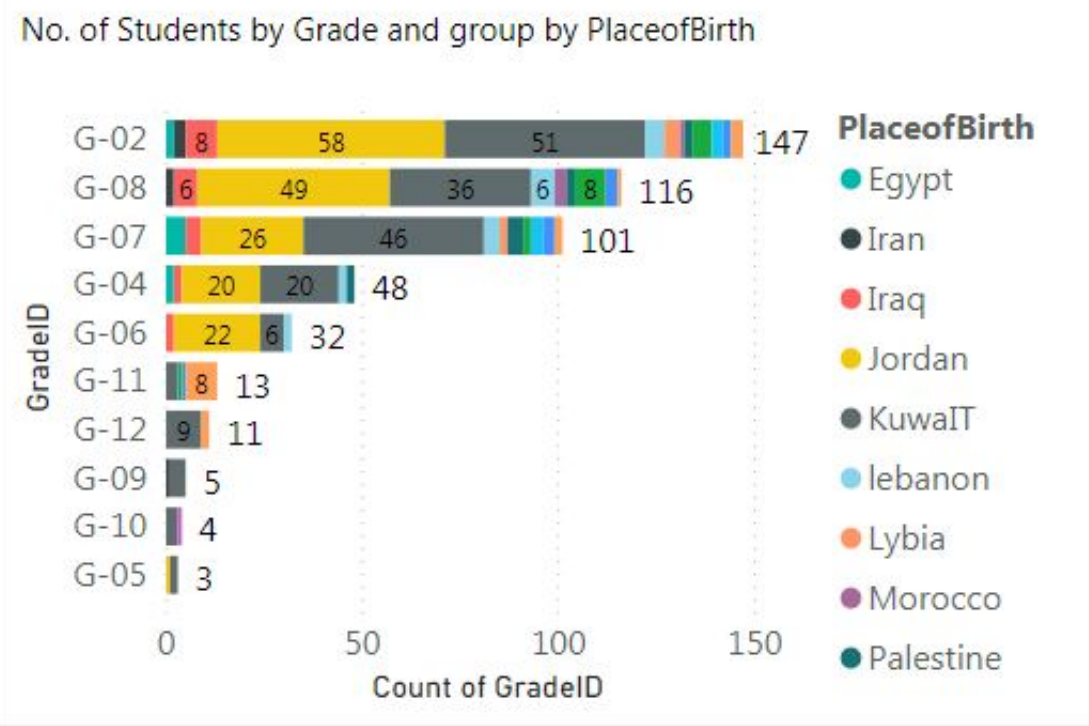 No. of Students by Grade and group by PlaceofBirth
PlaceofBirth
Egypt
Iran
Iraq
Jordan
KuwaIT
lebanon
Lybia
Morocco
Palestine
GradeID
G-02 8 58 51 147
G-08 6 49 36 6 8 116
G-07 26 46 101
G-04 20 20 48
G-06 22 6 32
G-11 8 13
G-12 9 11
G-09 5
G-10 4
G-05 3
0 50 100 150
Count of GradeID